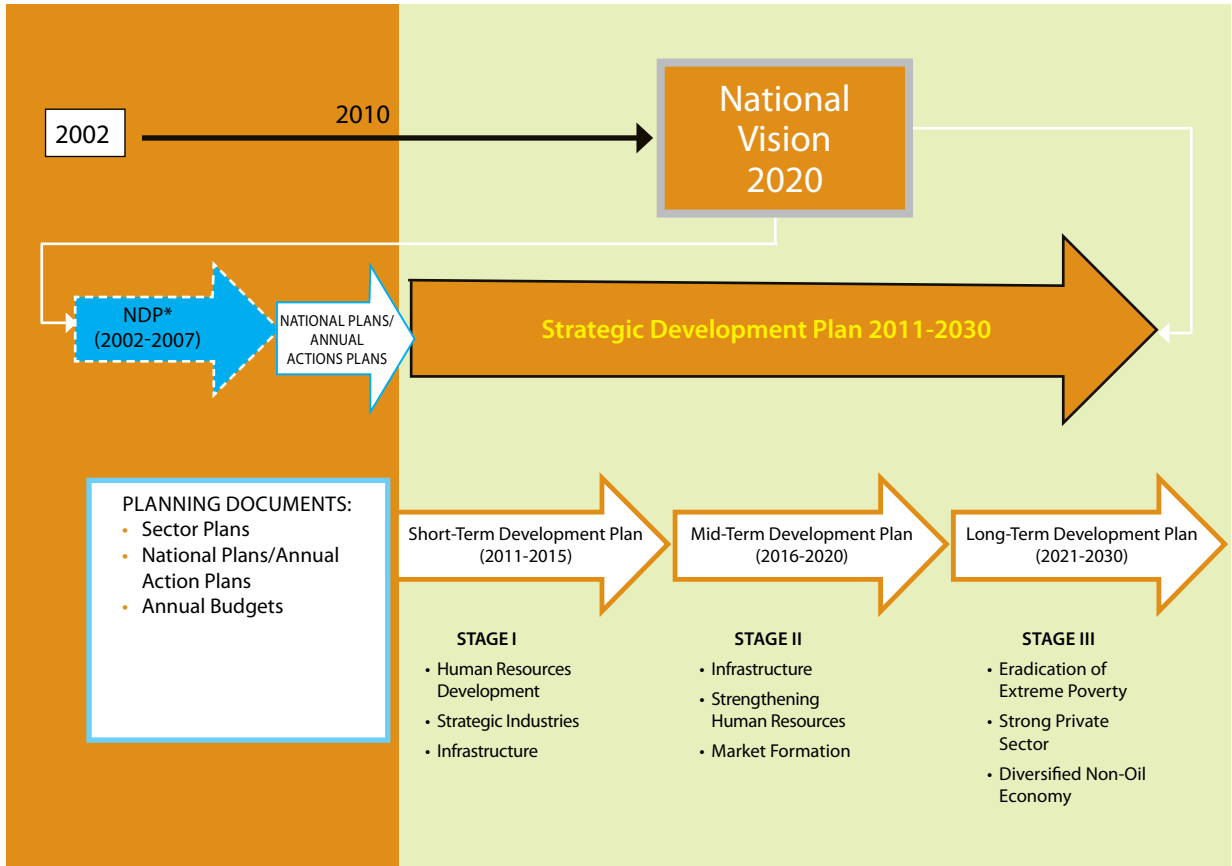 2002
2010
National
Vision
2020
NDP*
(2002-2007)
NATIONAL PLANS/
ANNUAL
ACTIONS PLANS
Strategic Development Plan 2011-2030
PLANNING DOCUMENTS:
• Sector Plans
• National Plans/Annual
Action Plans
• Annual Budgets
Short-Term Development Plan
(2011-2015)
Mid-Term Development Plan
(2016-2020)
Long-Term Development Plan
(2021-2030)
STAGE I
• Human Resources
Development
• Strategic Industries
• Infrastructure
STAGE II
• Infrastructure
• Strengthening
Human Resources
• Market Formation
STAGE III
• Eradication of
Extreme Poverty
• Strong Private
Sector
• Diversified Non-Oil
Economy